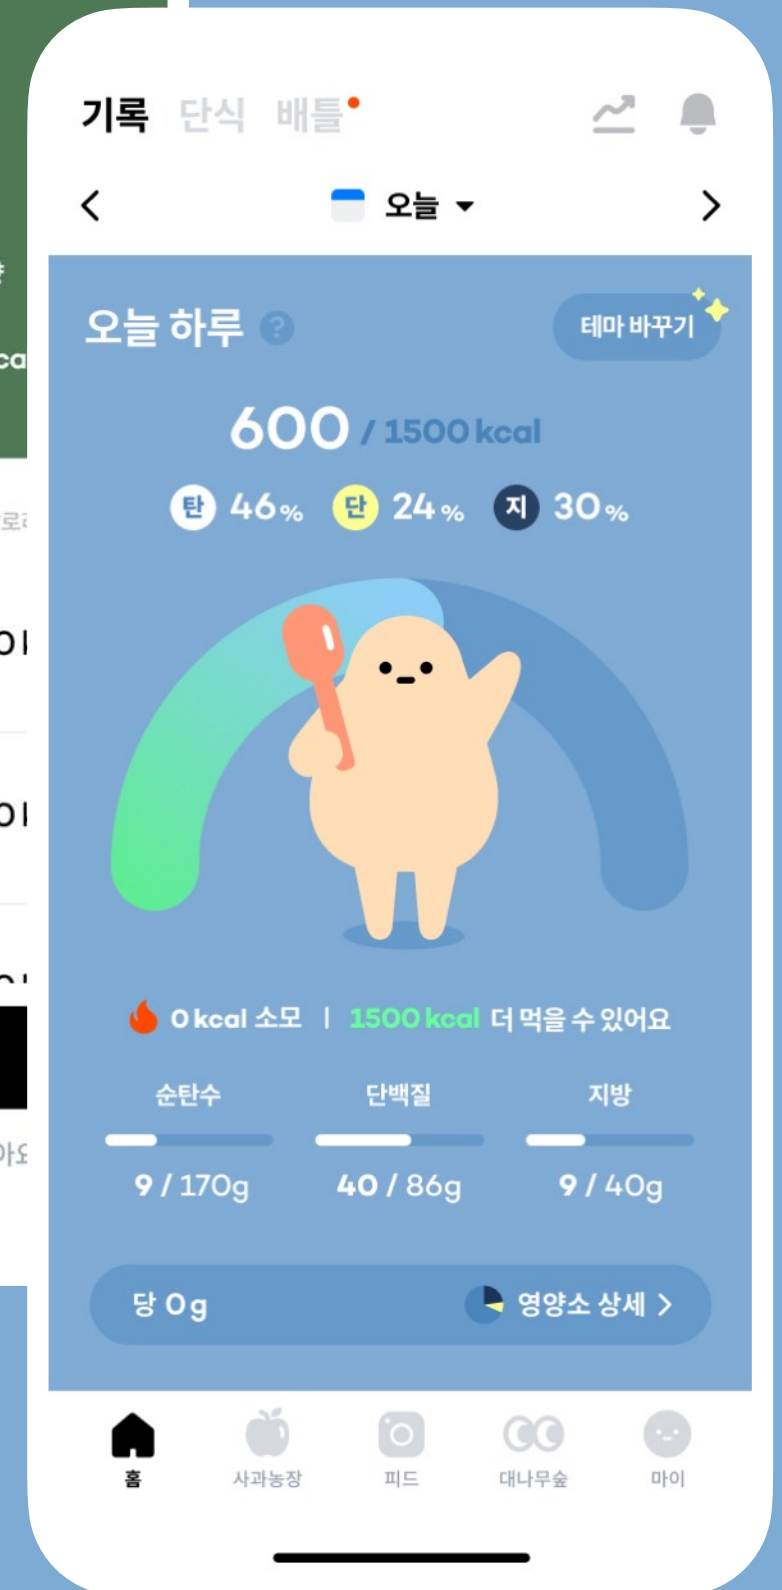 기록 단식 배틀
오늘
오늘 하루 ?
테마 바꾸기
600 / 1500 kcal
탄 46% 단 24% 지 30%
0 kcal 소모 | 1500 kcal 더 먹을 수 있어요
순탄수 단백질 지방
9 / 170g 40 / 86g 9 / 40g
당 0g 영양소 상세 >
홈 사과농장 피드 대나무숲 마이